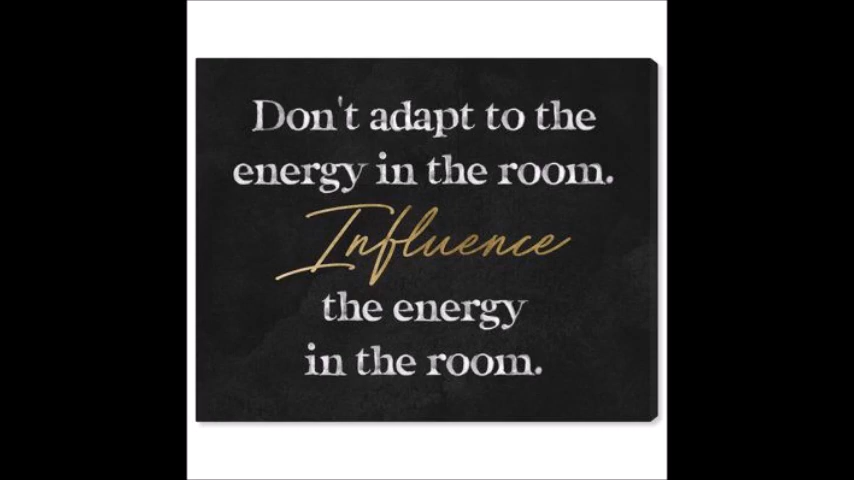 Don't adapt to the
energy in the room.
Influence
the energy
in the room.